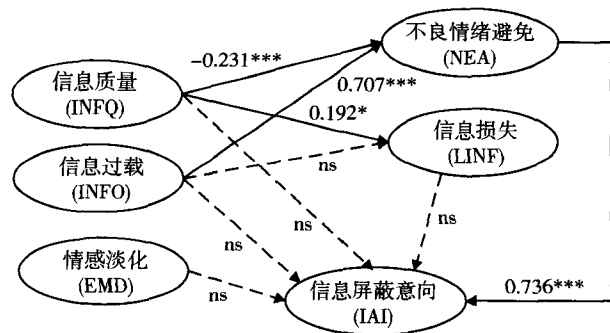 不良情绪避免
(NEA)
-0.231***
0.707***
信息质量
(INFQ)
0.192*
信息损失
(LINF)
信息过载
(INFO)
ns
ns
ns
ns
情感淡化
(EMD)
ns
信息屏蔽意向
(IAI)
0.736***